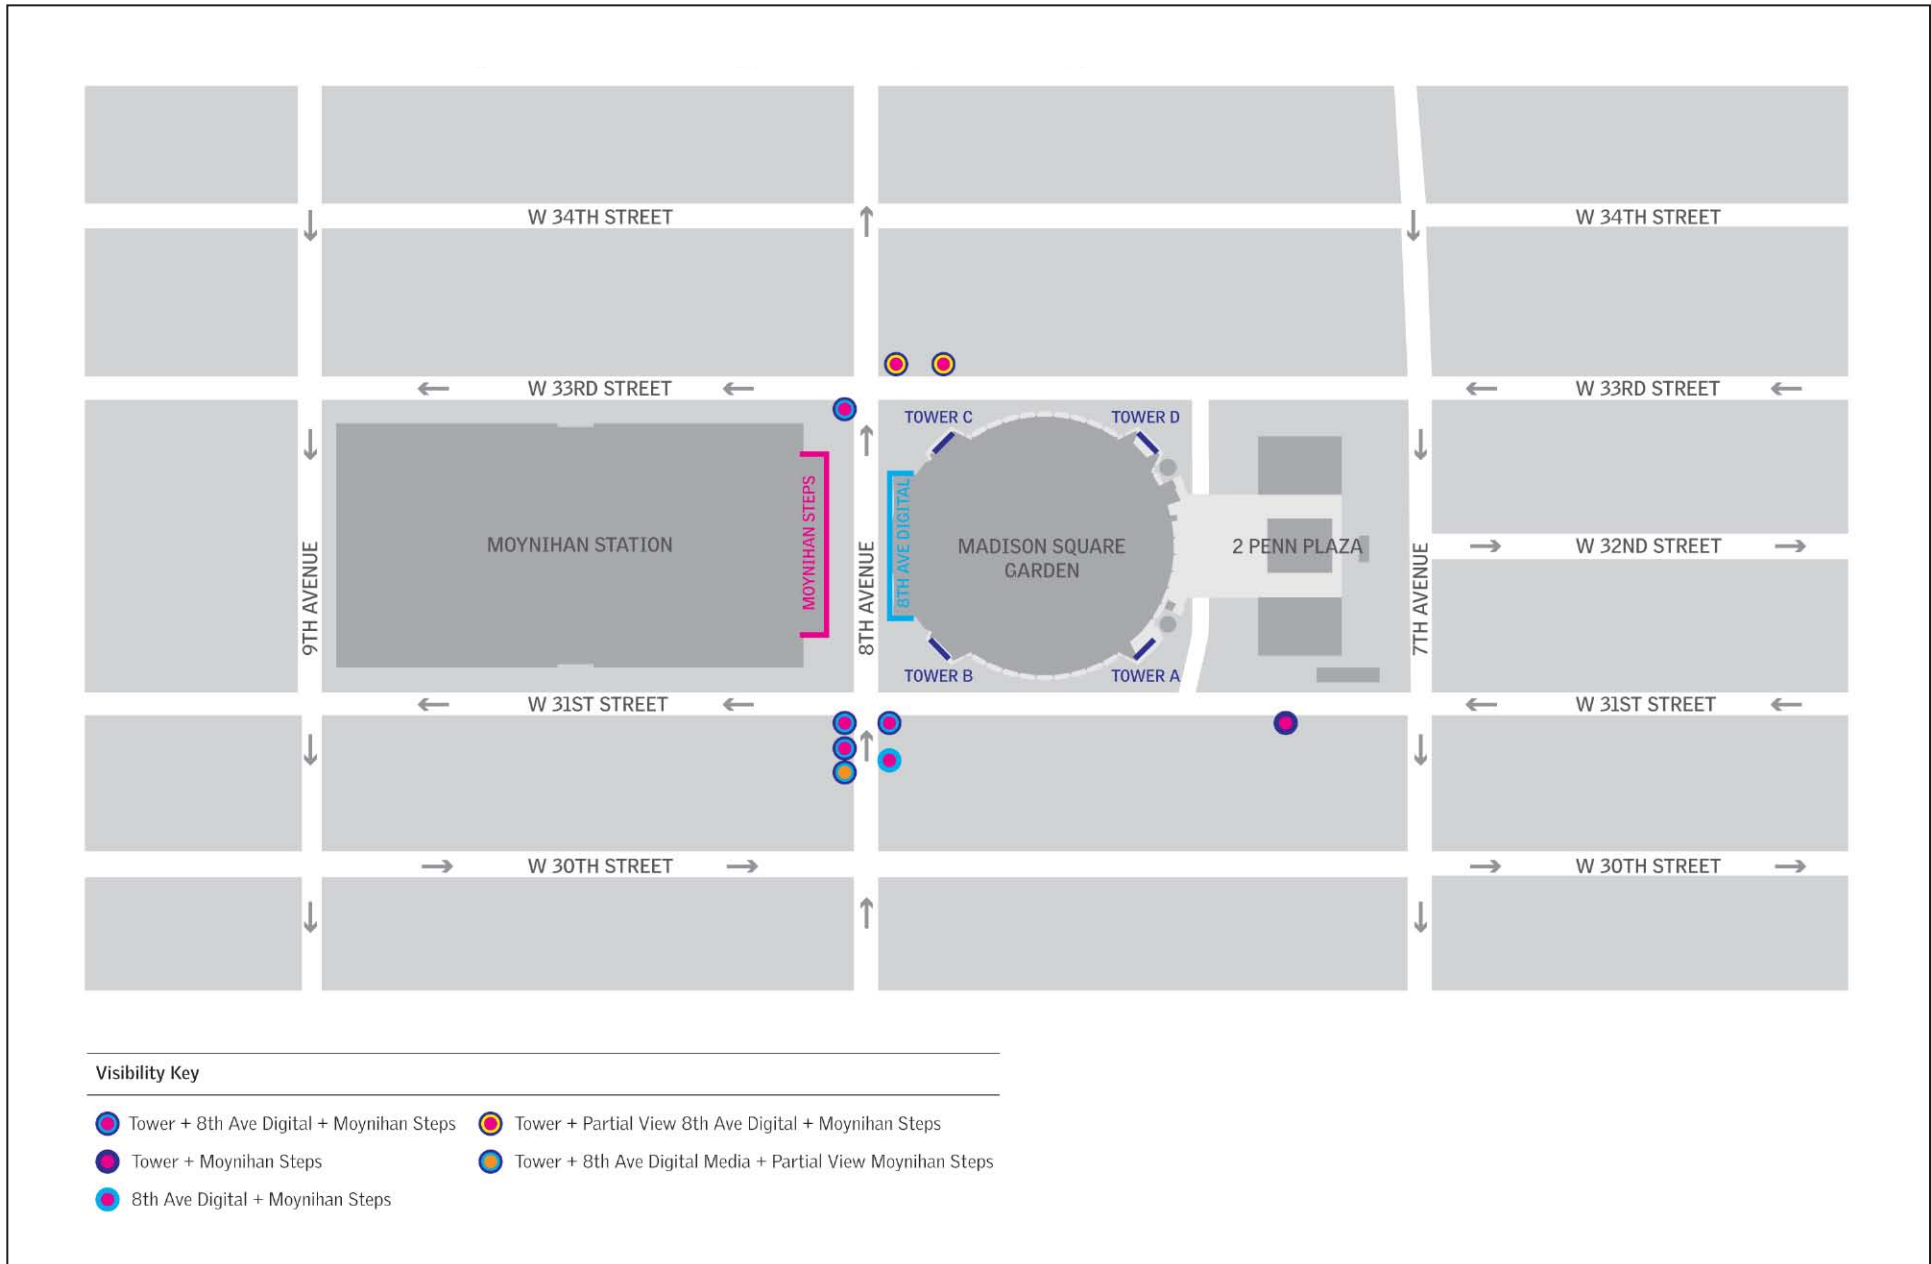 W 34TH STREET
W 34TH STREET
W 33RD STREET
W 33RD STREET
TOWER C
TOWER D
9TH AVENUE
MOYNIHAN STATION
MOYNIHAN STEPS
8TH AVENUE
8TH AVE DIGITAL
MADISON SQUARE
GARDEN
2 PENN PLAZA
7TH AVENUE
W 32ND STREET
TOWER B
TOWER A
W 31ST STREET
W 31ST STREET
W 30TH STREET
W 30TH STREET
Visibility Key
Tower + 8th Ave Digital + Moynihan Steps
Tower + Partial View 8th Ave Digital + Moynihan Steps
Tower + Moynihan Steps
Tower + 8th Ave Digital Media + Partial View Moynihan Steps
8th Ave Digital + Moynihan Steps